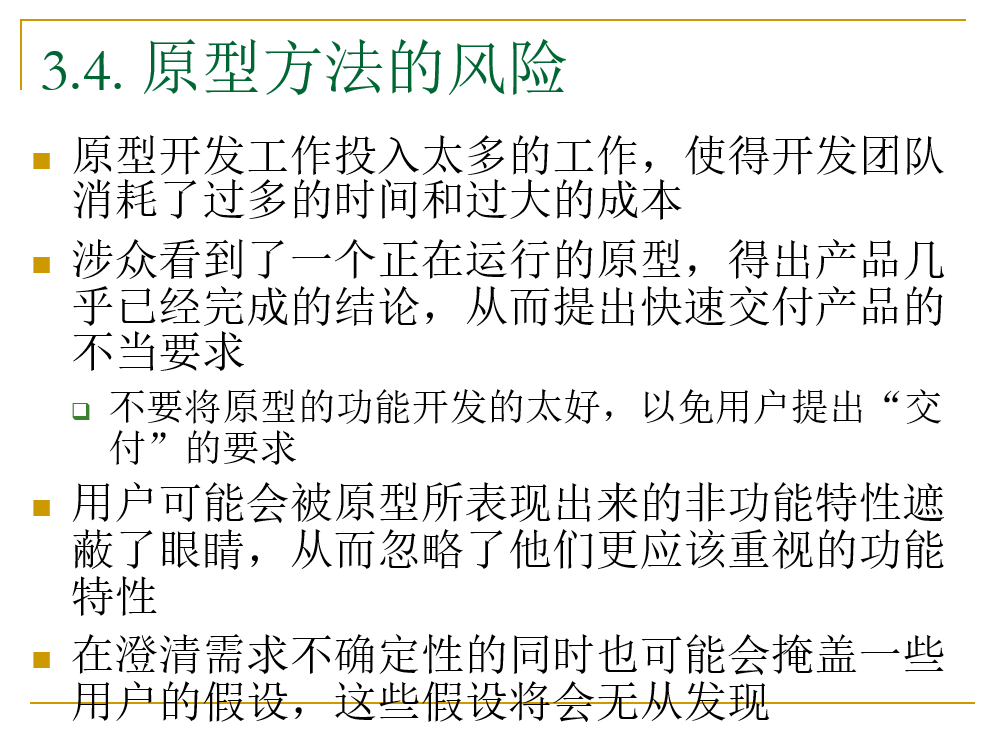 3.4. 原型方法的风险
原型开发工作投入太多的工作，使得开发团队
消耗了过多的时间和过大的成本
涉众看到了一个正在运行的原型，得出产品几
乎已经完成的结论，从而提出快速交付产品的
不当要求
不要将原型的功能开发的太好，以免用户提出“交
付”的要求
用户可能会被原型所表现出来的非功能特性遮
蔽了眼睛，从而忽略了他们更应该重视的功能
特性
在澄清需求不确定性的同时也可能会掩盖一些
用户的假设，这些假设将会无从发现